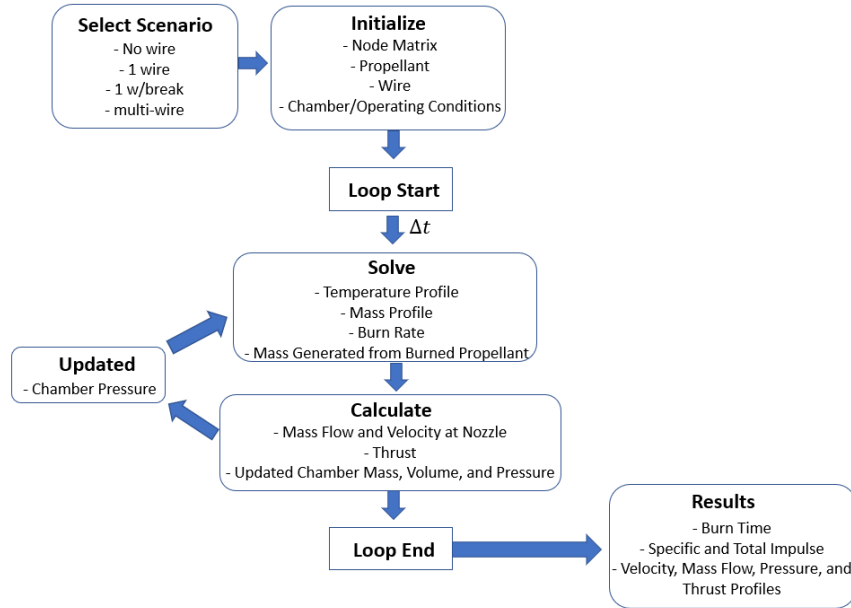 Select Scenario
- No wire
- 1 wire
- 1 w/break
- multi-wire
Initialize
- Node Matrix
- Propellant
- Wire
- Chamber/Operating Conditions
Loop Start
Δt
Solve
- Temperature Profile
- Mass Profile
- Burn Rate
- Mass Generated from Burned Propellant
Updated
- Chamber Pressure
Calculate
- Mass Flow and Velocity at Nozzle
- Thrust
- Updated Chamber Mass, Volume, and Pressure
Loop End
Results
- Burn Time
- Specific and Total Impulse
- Velocity, Mass Flow, Pressure, and
Thrust Profiles